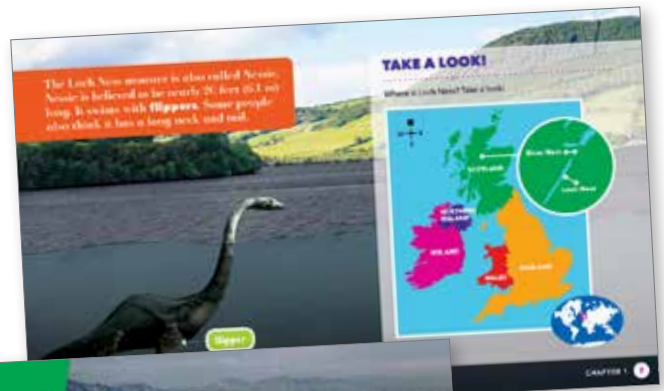 The Loch Ness monster is also called Nessie.
Nessie is believed to be nearly 20 feet (6.1 m)
long. It swims with flippers. Some people
also think it has a long neck and tail.
TAKE A LOOK!
Where is Loch Ness? Take a look!
River Ness
SCOTLAND
Loch Ness
NORTHERN
IRELAND
IRELAND
WALES
ENGLAND
flipper
CHAPTER 1